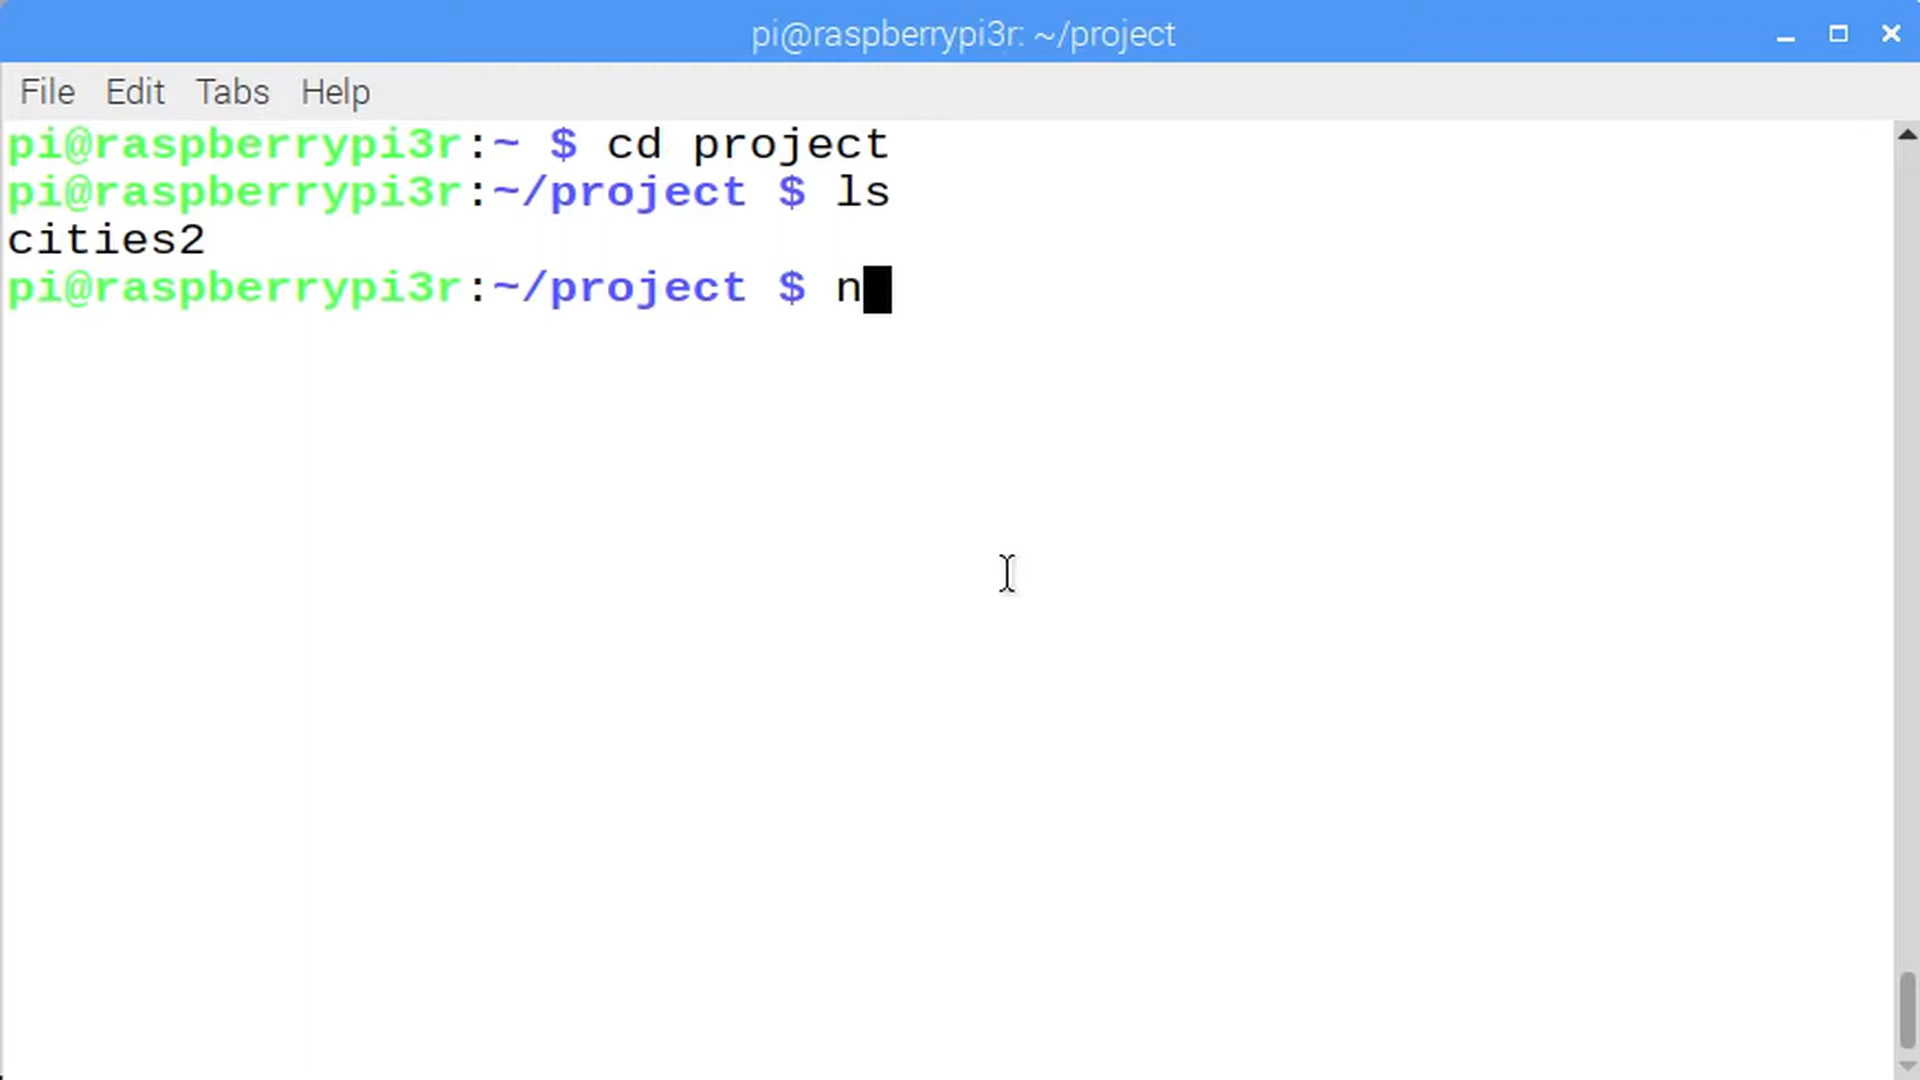 pi@raspberrypi3r: ~/project
File Edit Tabs Help
pi@raspberrypi3r:~ $ cd project
pi@raspberrypi3r:~/project $ ls
cities2
pi@raspberrypi3r:~/project $ n